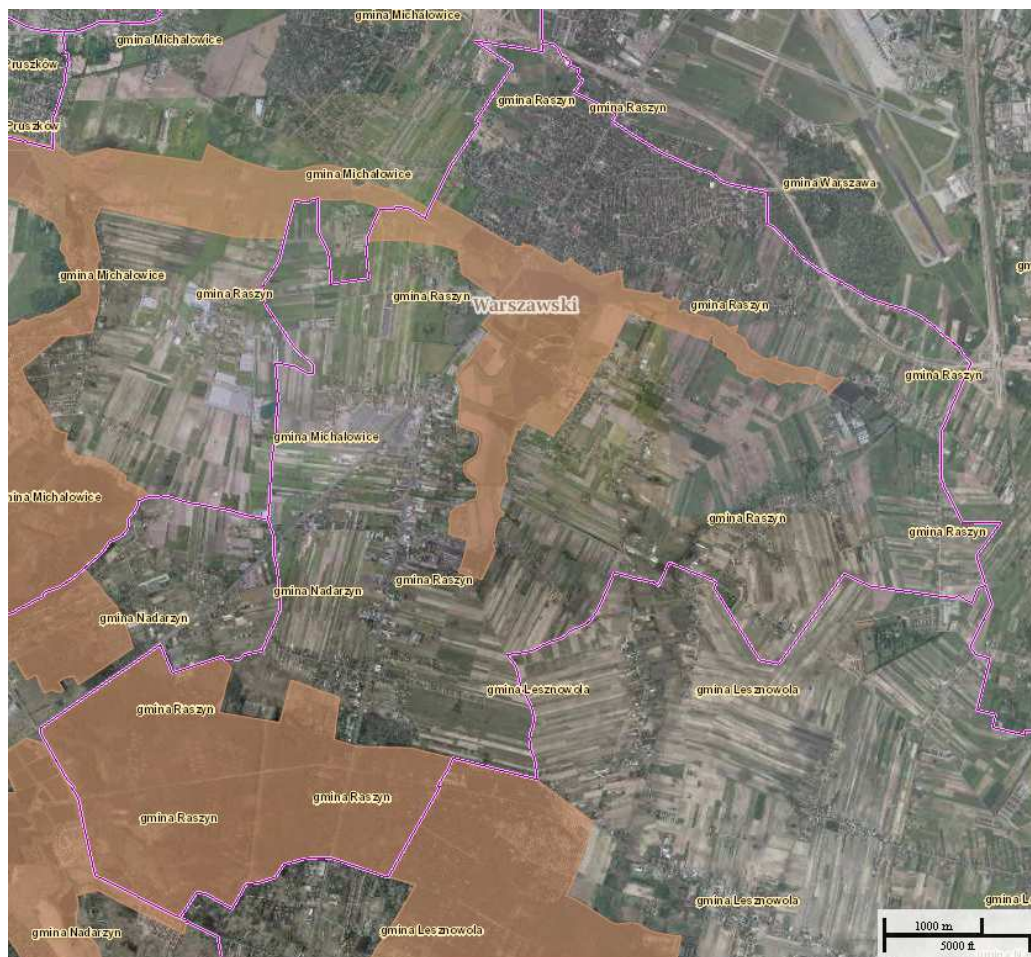 gmina Michałowice
gmina Michałowice
Pruszków
Pruszków
gmina Raszyn
gmina Raszyn
gmina Michałowice
gmina Warszawa
gmina Michałowice
gmina Raszyn
gmina Raszyn
Warszawski
gmina Raszyn
gmina Raszyn
gmina Michałowice
mina Michałowice
gmina Raszyn
gmina Raszyn
gmina Raszyn
gmina Nadarzyn
gmina Nadarzyn
gmina Lesznowola
gmina Lesznowola
gmina Raszyn
gmina Raszyn
gmina Raszyn
gmina Lesznowola
gmina L
gmina Nadarzyn
gmina Lesznowola
1000 m
5000 ft